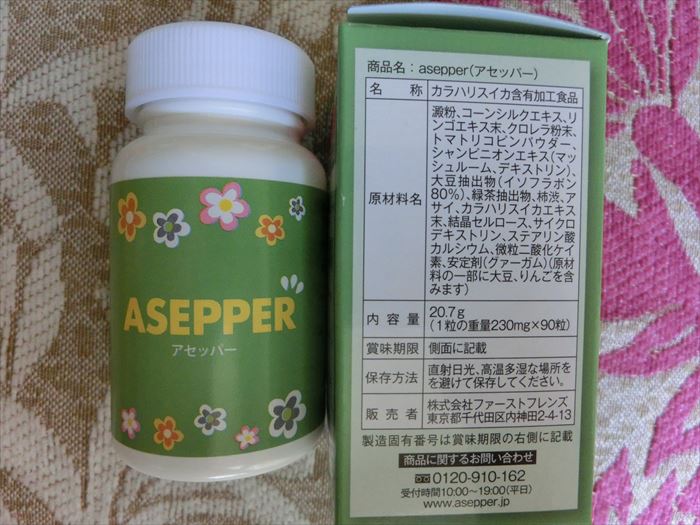 ASEPPER
アセッパー
商品名：asepper（アセッパー）
名 称 カラハリスイカ含有加工食品
原材料名
澱粉、コーンシルクエキス、リ
ンゴエキス末、クロレラ粉末、
トマトリコピンパウダー、
シャンピニオンエキス（マッ
シュルーム、デキストリン）、
大豆抽出物（イソフラボン
80%）、緑茶抽出物、柿渋、ア
サイ、カラハリスイカエキス
末、結晶セルロース、サイクロ
デキストリン、ステアリン酸
カルシウム、微粒二酸化ケイ
素、安定剤（グァーガム）（原材
料の一部に大豆、りんごを含
みます）
内 容 量 20.7g
（1粒の重量230mg×90粒）
賞味期限 側面に記載
保存方法 直射日光、高温多湿な場所を
を避けて保存してください。
販 売 者 株式会社ファーストフレンズ
東京都千代田区内神田2-4-13
製造固有番号は賞味期限の右側に記載
商品に関するお問い合わせ
0120-910-162
受付時間10:00〜19:00（平日）
www.asepper.jp